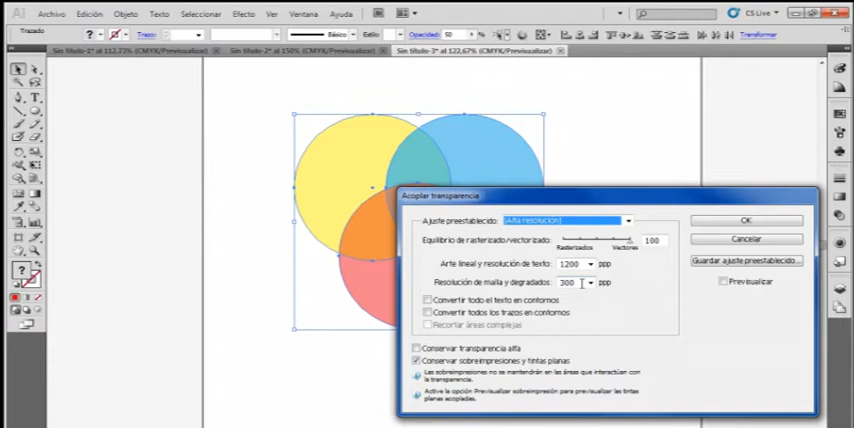 Ai Archivo Edición Objeto Texto Seleccionar Efecto Ver Ventana Ayuda CS Live
Trazado ? Trazo: Básico Estilo Opacidad: 50 % Transformar
Sin título-1* al 112,73% (CMYK/Previsualizar) Sin título-2* al 150% (CMYK/Previsualizar) Sin título-3* al 122,67% (CMYK/Previsualizar)
Acoplar transparencia
Ajuste preestablecido: [Alta resolución] OK
Equilibrio de rasterizado/vectorizado: 100 Cancelar
Rasterizados Vectores
Arte lineal y resolución de texto: 1200 ppp Guardar ajuste preestablecido...
Resolución de malla y degradados: 300 ppp Previsualizar
Convertir todo el texto en contornos
Convertir todos los trazos en contornos
Recortar áreas complejas
Conservar transparencia alfa
Conservar sobreimpresiones y tintas planas
Las sobreimpresiones no se mantendrán en las áreas que interactúan con
la transparencia.
Active la opción Previsualizar sobreimpresión para previsualizar las tintas
planas acopladas.
?